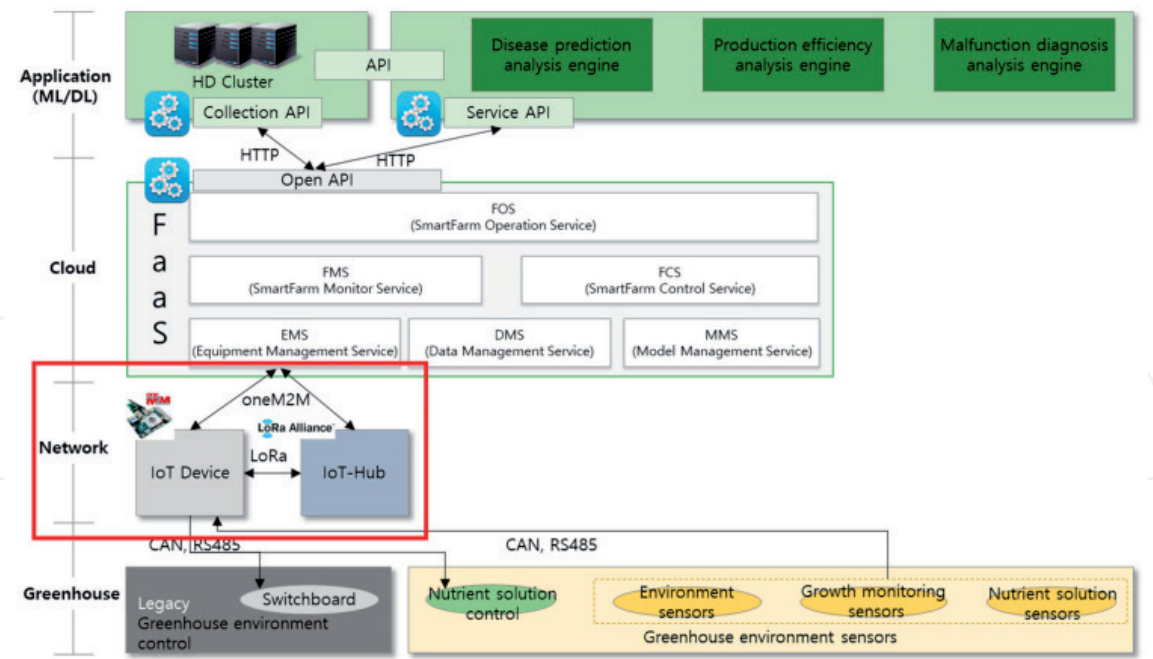 Application
(ML/DL)
HD Cluster
API
Disease prediction
analysis engine
Production efficiency
analysis engine
Malfunction diagnosis
analysis engine
Collection API
Service API
HTTP
HTTP
Open API
Cloud
FaaS
FOS
(SmartFarm Operation Service)
FMS
(SmartFarm Monitor Service)
FCS
(SmartFarm Control Service)
EMS
(Equipment Management Service)
DMS
(Data Management Service)
MMS
(Model Management Service)
Network
oneM2M
LoRa Alliance
IoT Device
LoRa
IoT-Hub
CAN, RS485
CAN, RS485
Greenhouse
Legacy
Greenhouse environment
control
Switchboard
Nutrient solution
control
Environment
sensors
Growth monitoring
sensors
Nutrient solution
sensors
Greenhouse environment sensors